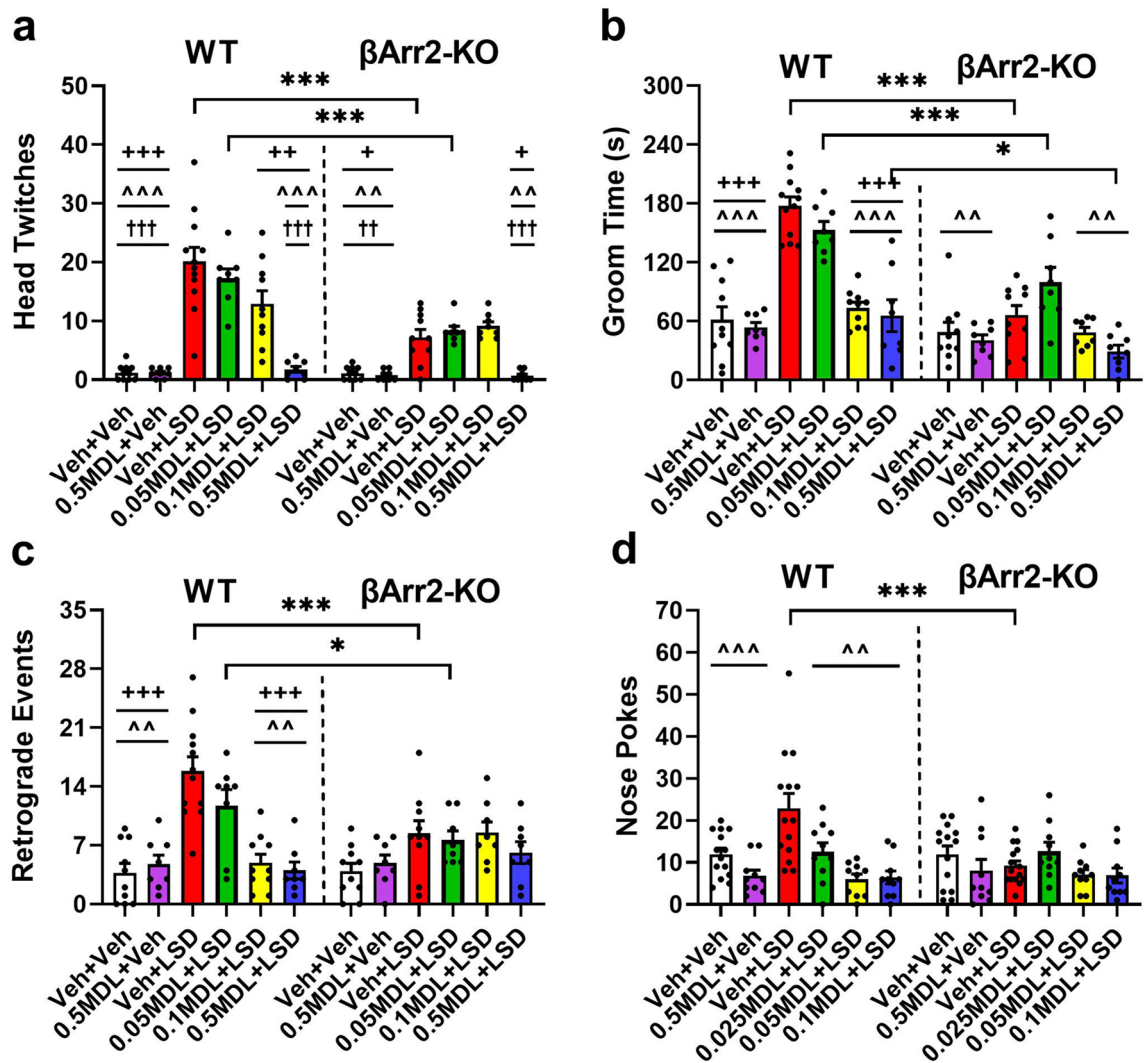 a
WT βArr2-KO
Head Twitches
50
40
30
20
10
0
***
***
+++ ++ + +
^^^ ^^^ ^^ ^^
††† ††† †† †††
Veh+Veh
0.5MDL+Veh
Veh+LSD
0.05MDL+LSD
0.1MDL+LSD
0.5MDL+LSD
Veh+Veh
0.5MDL+Veh
Veh+LSD
0.05MDL+LSD
0.1MDL+LSD
0.5MDL+LSD
b
WT βArr2-KO
Groom Time (s)
300
240
180
120
60
0
***
***
*
+++ +++
^^^ ^^^ ^^ ^^
Veh+Veh
0.5MDL+Veh
Veh+LSD
0.05MDL+LSD
0.1MDL+LSD
0.5MDL+LSD
Veh+Veh
0.5MDL+Veh
Veh+LSD
0.05MDL+LSD
0.1MDL+LSD
0.5MDL+LSD
c
WT βArr2-KO
Retrograde Events
35
28
21
14
7
0
***
*
+++ +++
^^ ^^
Veh+Veh
0.5MDL+Veh
Veh+LSD
0.05MDL+LSD
0.1MDL+LSD
0.5MDL+LSD
Veh+Veh
0.5MDL+Veh
Veh+LSD
0.05MDL+LSD
0.1MDL+LSD
0.5MDL+LSD
d
WT βArr2-KO
Nose Pokes
70
60
50
40
30
20
10
0
***
^^^ ^^
Veh+Veh
0.5MDL+Veh
Veh+LSD
0.025MDL+LSD
0.05MDL+LSD
0.1MDL+LSD
Veh+Veh
0.5MDL+Veh
Veh+LSD
0.025MDL+LSD
0.05MDL+LSD
0.1MDL+LSD